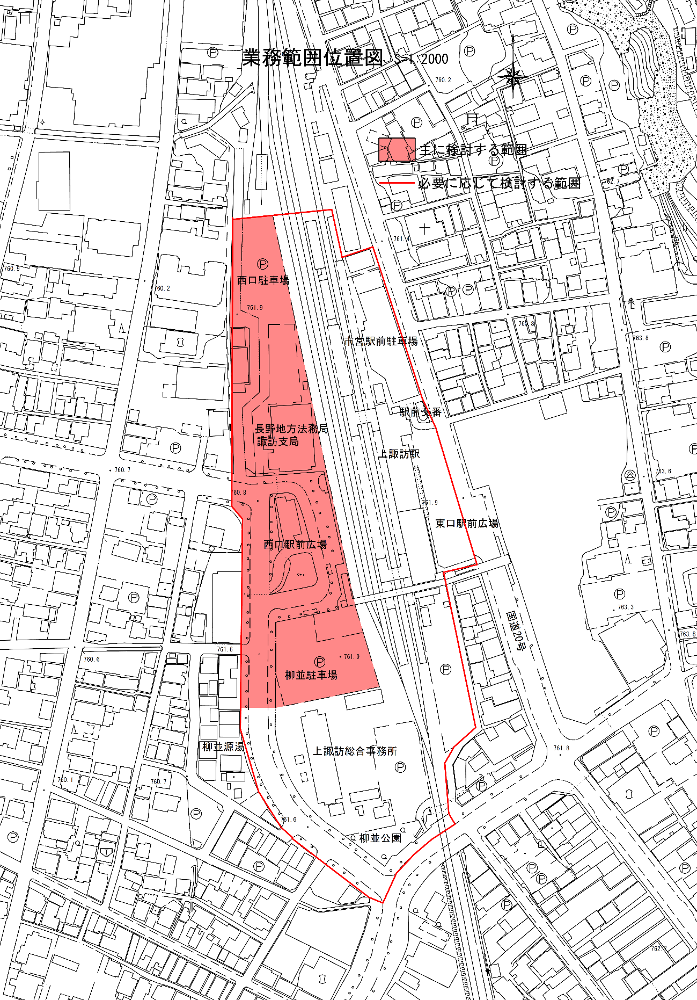 業務範囲位置図 S=1:2000
760.2
主に検討する範囲
必要に応じて検討する範囲
762.7
761.4
P
西口駐車場
760.9
760.2
761.9
760.8
763.8
市営駅前駐車場
駅前交番
長野地方法務局
諏訪支局
上諏訪駅
760.7
763.6
760.8
761.9
東口駅前広場
西口駅前広場
763.3
国道20号
763.8
761.6
760.6
P
761.9
柳並駐車場
P
柳並源湯
上諏訪総合事務所
P
761.8
760.1
760.7
761.6
柳並公園
762.7